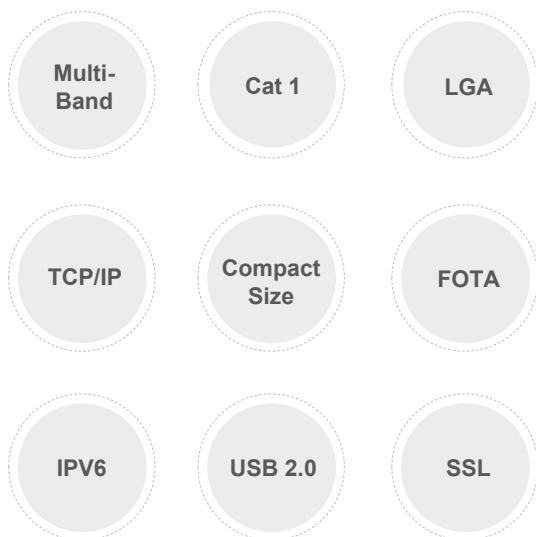 Multi-
Band
Cat 1
LGA
TCP/IP
Compact
Size
FOTA
IPV6
USB 2.0
SSL